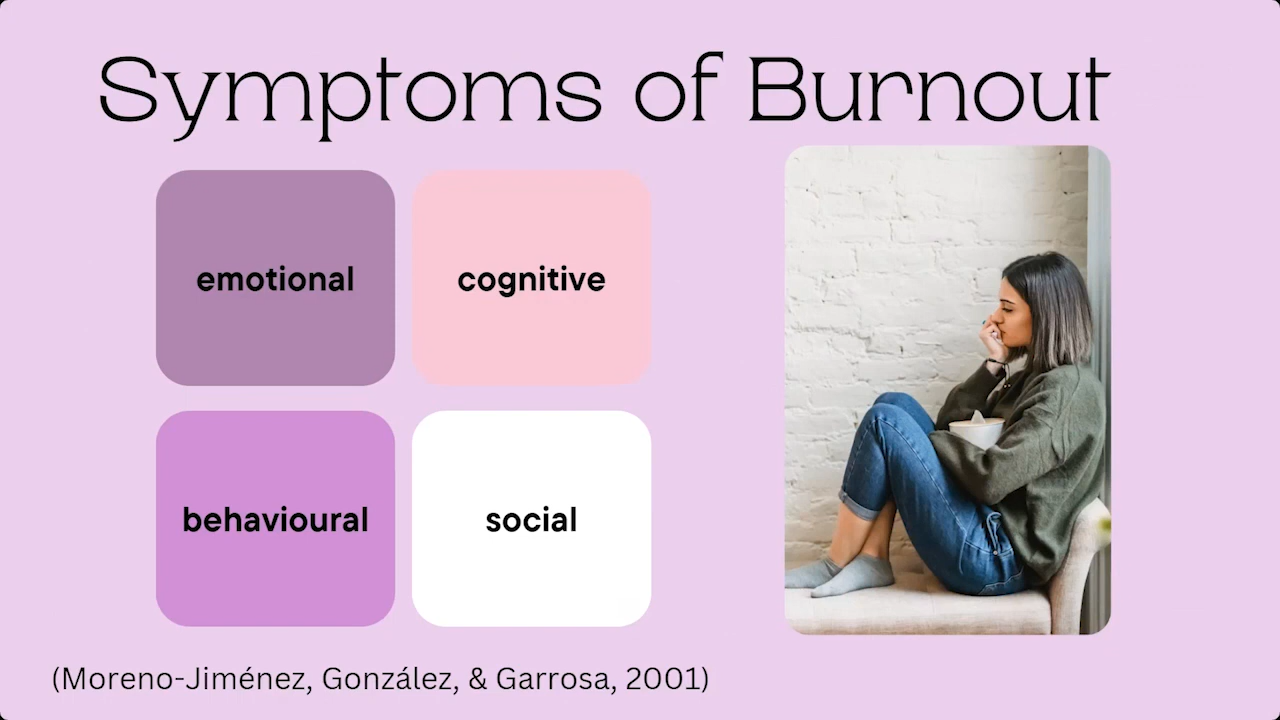 Symptoms of Burnout
emotional
cognitive
behavioural
social
(Moreno-Jiménez, González, & Garrosa, 2001)